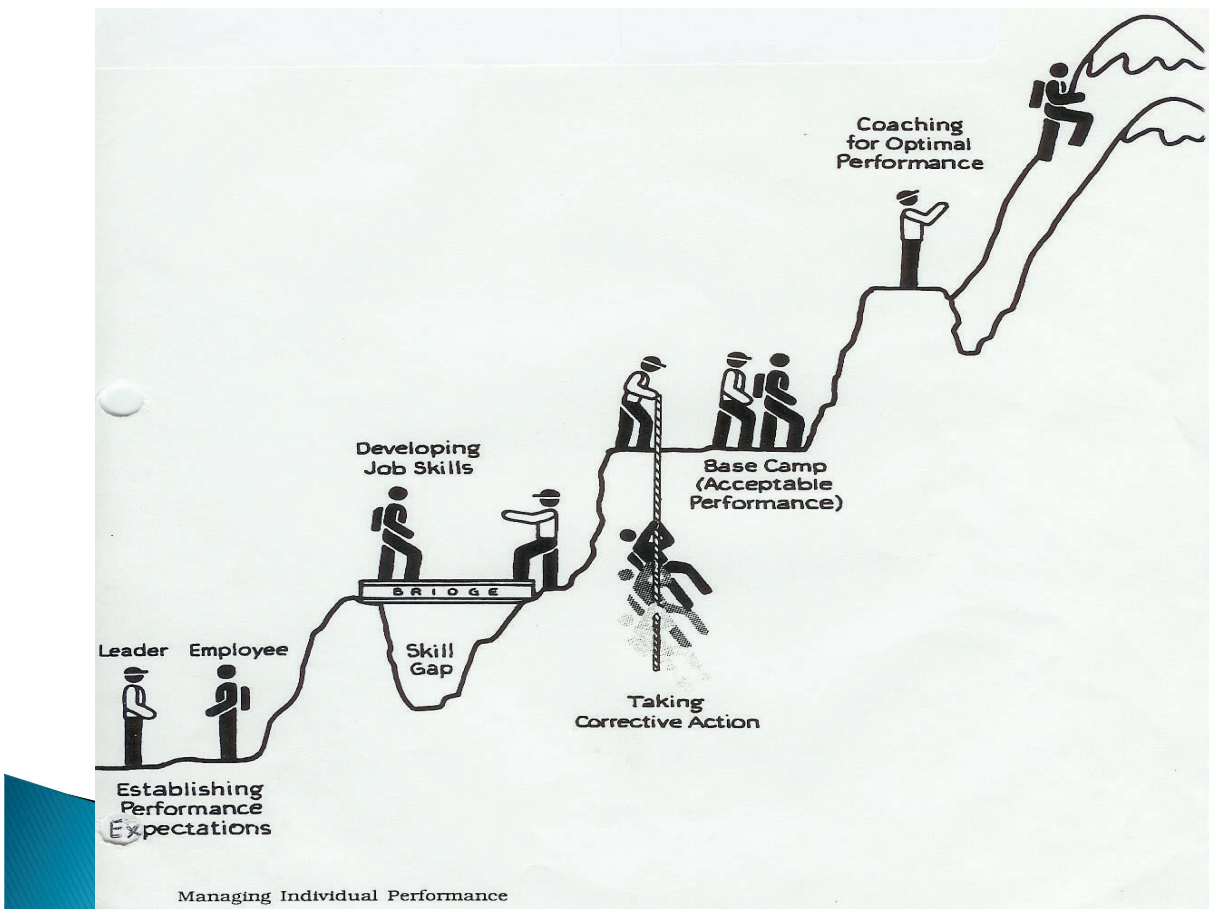 Leader
Employee
Establishing
Performance
Expectations
Developing
Job Skills
BRIDGE
Skill
Gap
Taking
Corrective Action
Base Camp
(Acceptable
Performance)
Coaching
for Optimal
Performance
Managing Individual Performance